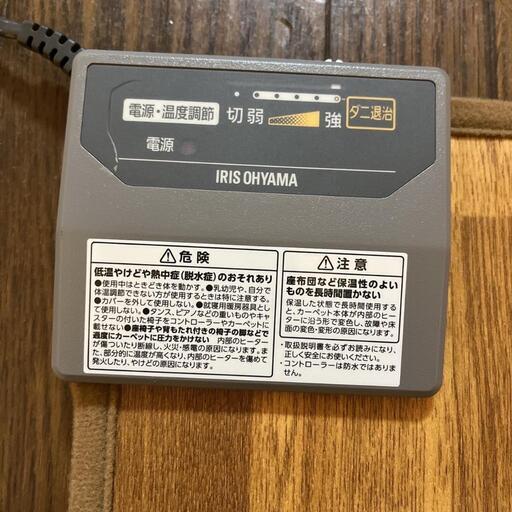 電源・温度調節 切 弱 強 ダニ退治
電源
IRIS OHYAMA
危険
低温やけどや熱中症(脱水症)のおそれあり
●使用中はときどき体を動かす。●乳幼児や、自分で
体温調節できない方が使用するときは特に注意する。
●カバーを外して使用しない。●就寝用暖房器具に
使用しない。●タンス、ピアノなどの重いものやキャ
スターの付いた椅子をコントローラーやカーペットに
載せない●座椅子や背もたれ付きの椅子の脚などで
過度にカーペットに圧力をかけない 内部のヒーター
が傷ついたり断線し、火災・感電の原因になります。ま
た、部分的に温度が高くなり、内部のヒーターを傷めて
発火したり、やけどの原因になります。
注意
座布団など保温性のよい
ものを長時間置かない
保温した状態で長時間使用すると、
カーペット本体が内部のヒー
ターに沿う形で変色し、故障や床
面の変色・変形の原因になります。
・取扱説明書を必ずお読みになり、
正しく安全にお使いください。
・コントローラーは防水ではありま
せん。